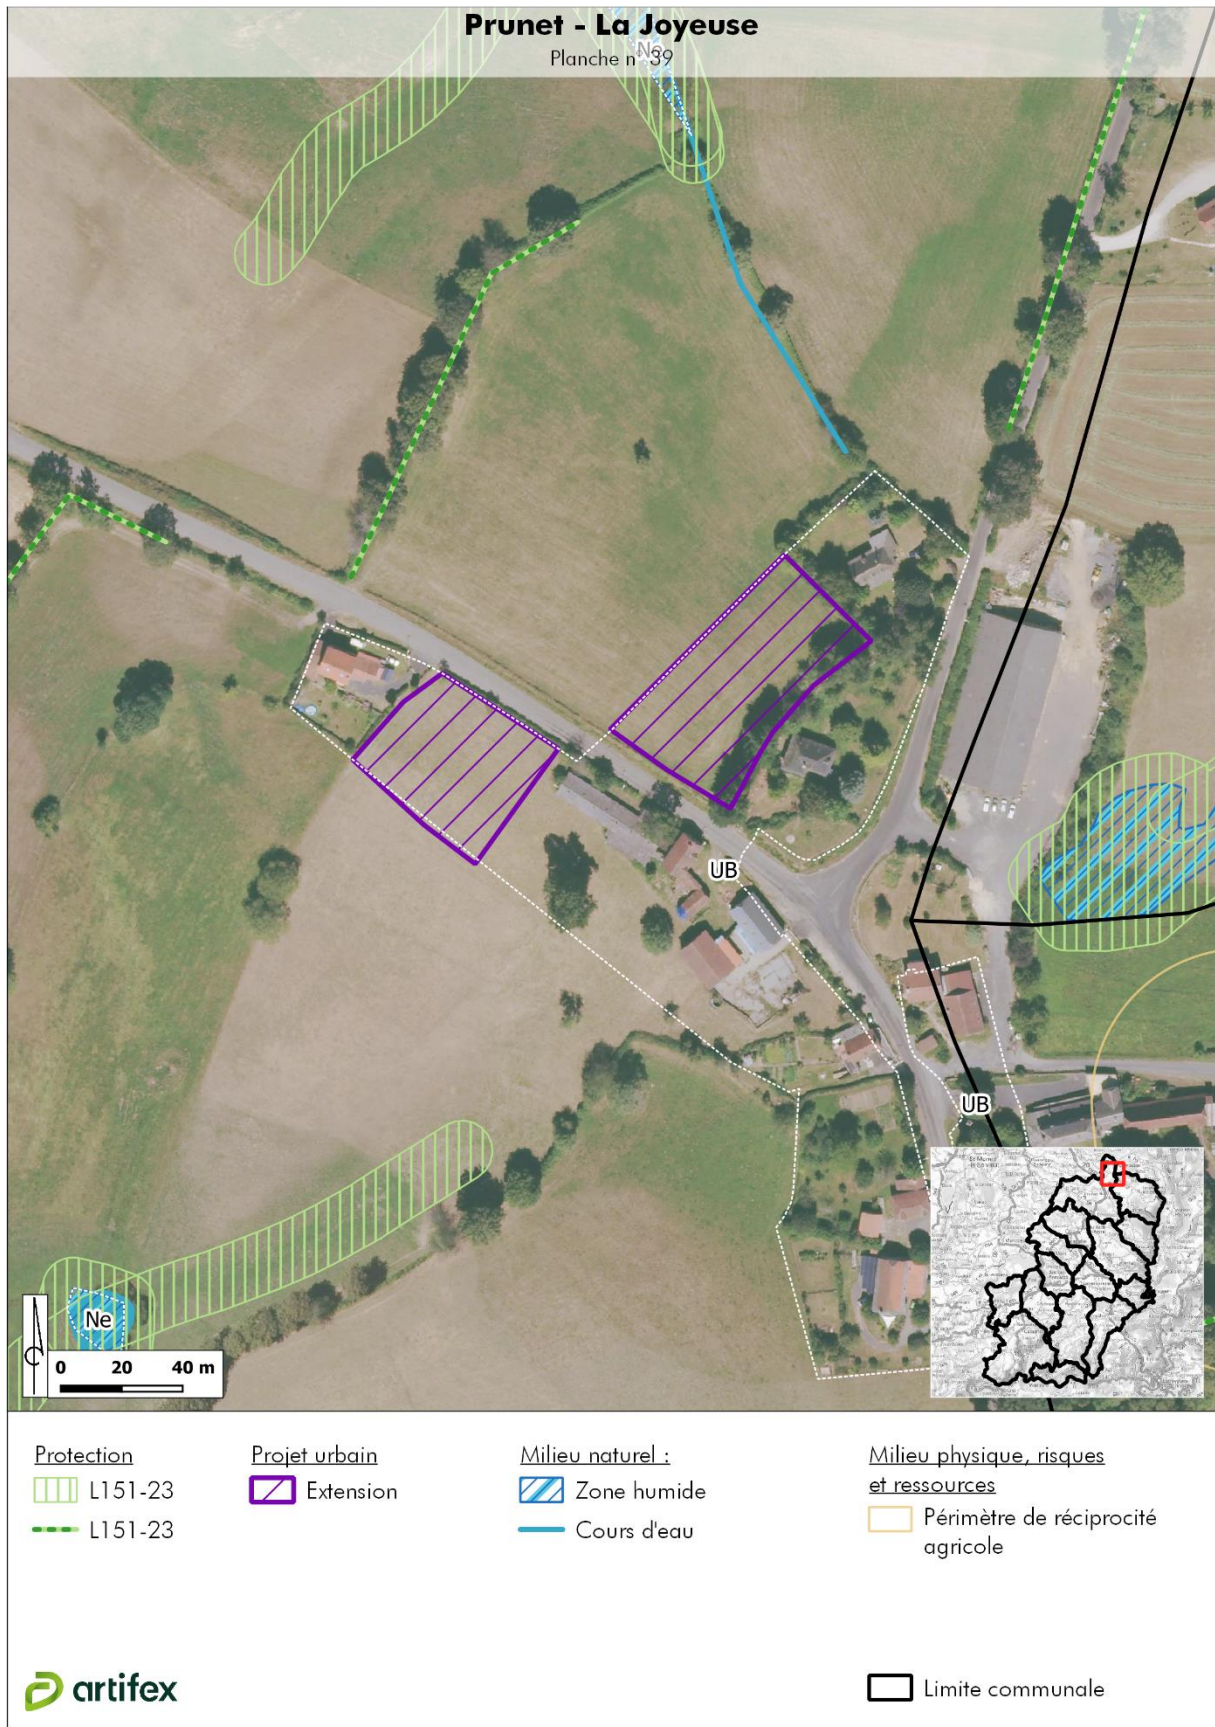 Prunet - La Joyeuse
Planche n° 39
Ne
UB
UB
Ne
0 20 40 m
Protection
L151-23
L151-23
Projet urbain
Extension
Milieu naturel :
Zone humide
Cours d'eau
Milieu physique, risques
et ressources
Périmètre de réciprocité
agricole
artifex
Limite communale